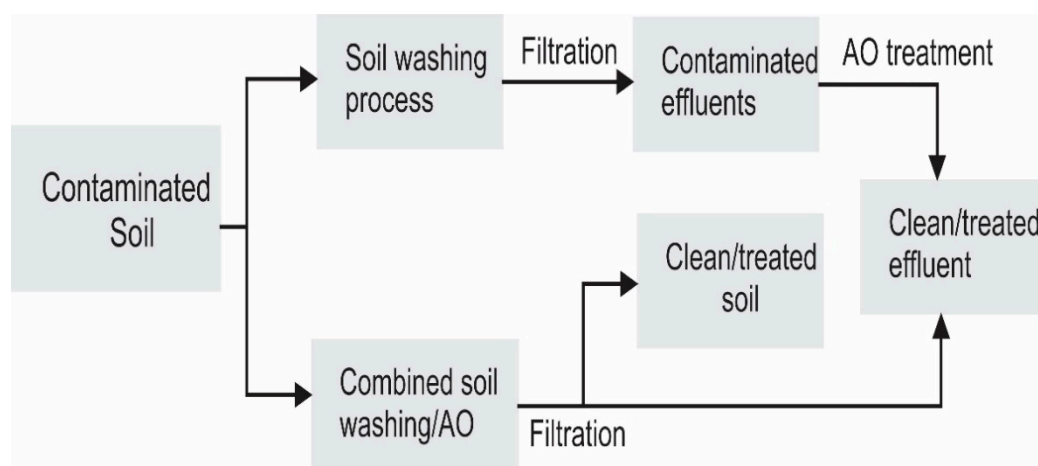 Contaminated
Soil
Soil washing
process
Filtration
Contaminated
effluents
AO treatment
Clean/treated
effluent
Clean/treated
soil
Combined soil
washing/AO
Filtration